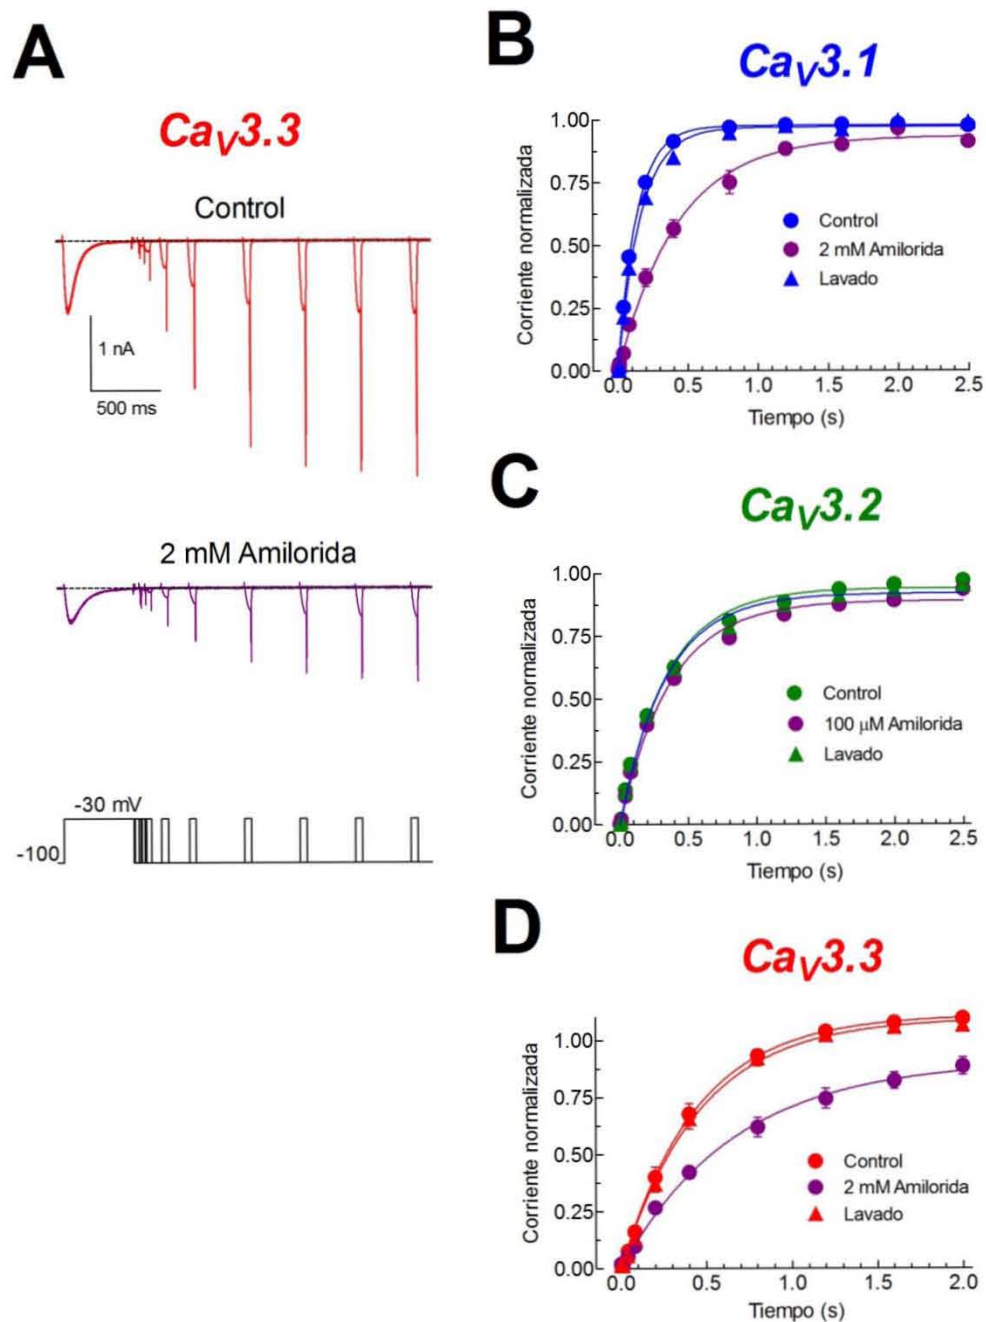 A
CaV3.3
Control
1 nA
500 ms
2 mM Amilorida
-30 mV
-100
B
CaV3.1
Corriente normalizada
1.00
0.75
0.50
0.25
0.00
Control
2 mM Amilorida
Lavado
0.0 0.5 1.0 1.5 2.0 2.5
Tiempo (s)
C
CaV3.2
Corriente normalizada
1.00
0.75
0.50
0.25
0.00
Control
100 µM Amilorida
Lavado
0.0 0.5 1.0 1.5 2.0 2.5
Tiempo (s)
D
CaV3.3
Corriente normalizada
1.00
0.75
0.50
0.25
0.00
Control
2 mM Amilorida
Lavado
0.0 0.5 1.0 1.5 2.0
Tiempo (s)